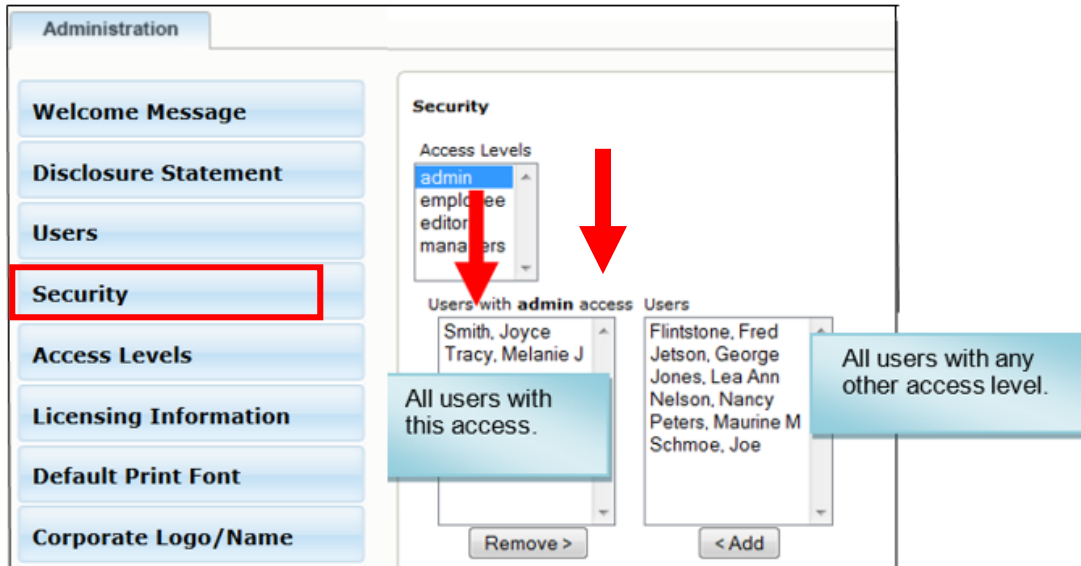 Administration
Welcome Message
Disclosure Statement
Users
Security
Access Levels
Licensing Information
Default Print Font
Corporate Logo/Name
Security
Access Levels
admin
employee
editor
managers
Users with admin access
Smith, Joyce
Tracy, Melanie J
All users with
this access.
Remove >
Users
Flintstone, Fred
Jetson, George
Jones, Lea Ann
Nelson, Nancy
Peters, Maurine M
Schmoe, Joe
< Add
All users with any
other access level.